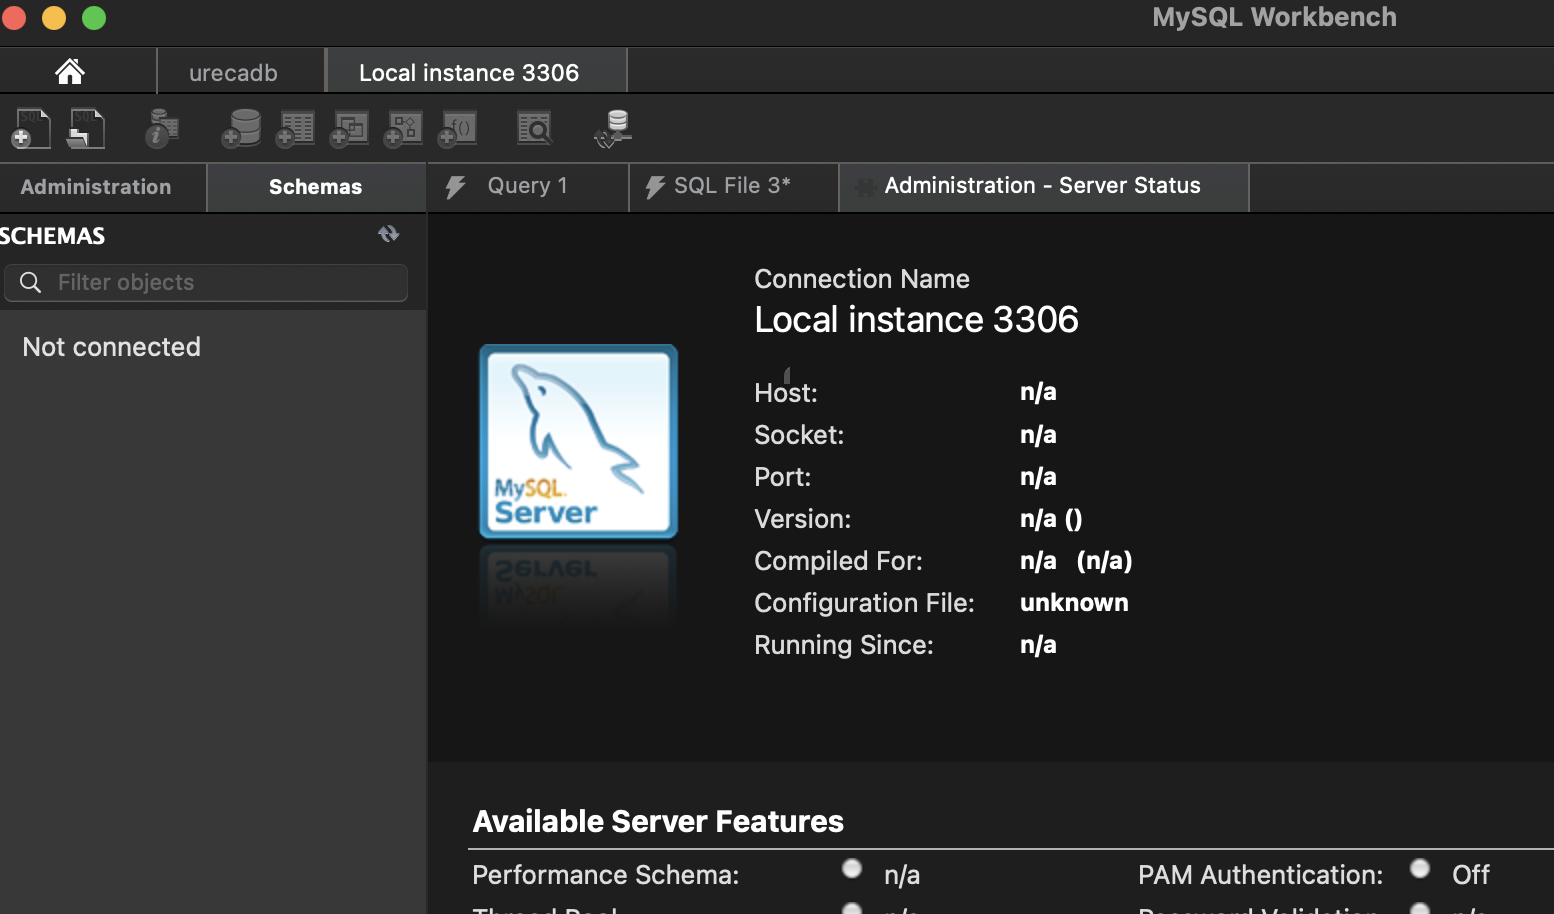 MySQL Workbench
urecadb
Local instance 3306
Administration
Schemas
Query 1
SQL File 3*
Administration - Server Status
SCHEMAS
Filter objects
Not connected
Connection Name
Local instance 3306
Host: n/a
Socket: n/a
Port: n/a
Version: n/a ()
Compiled For: n/a (n/a)
Configuration File: unknown
Running Since: n/a
MySQL
Server
Available Server Features
Performance Schema: n/a
PAM Authentication: Off